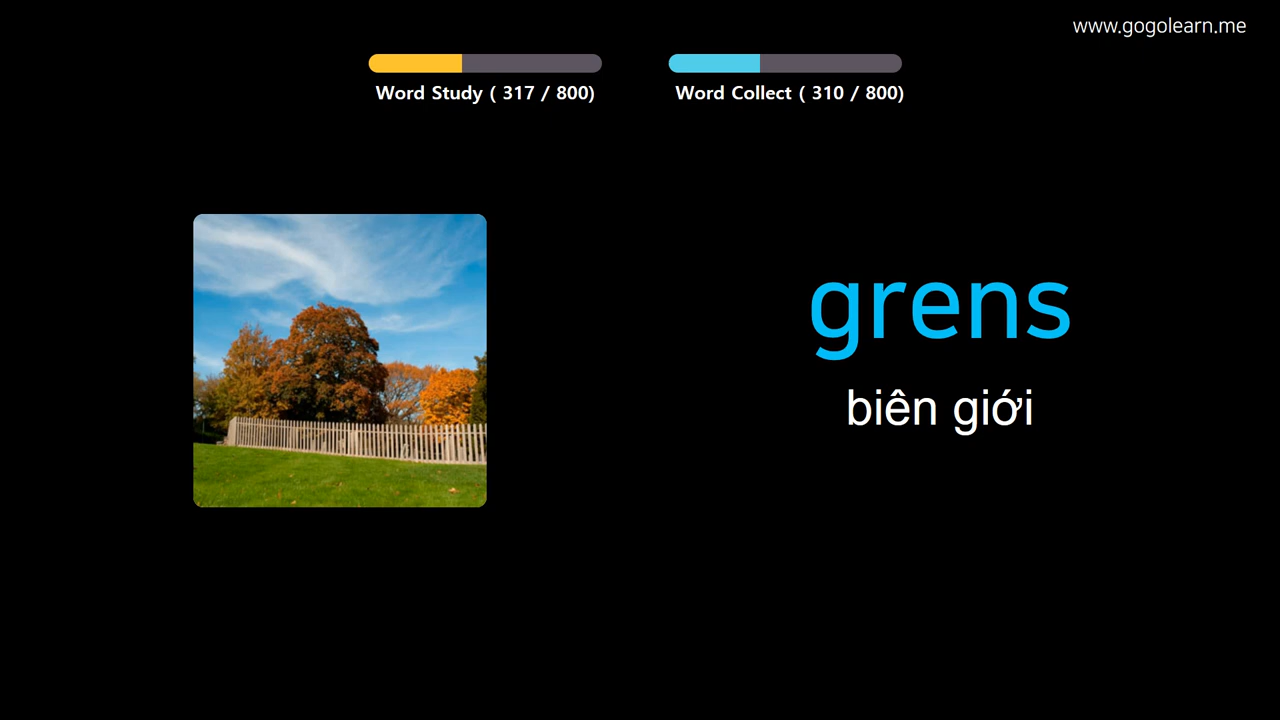 www.gogolearn.me
Word Study ( 317 / 800)
Word Collect ( 310 / 800)
grens
biên giới